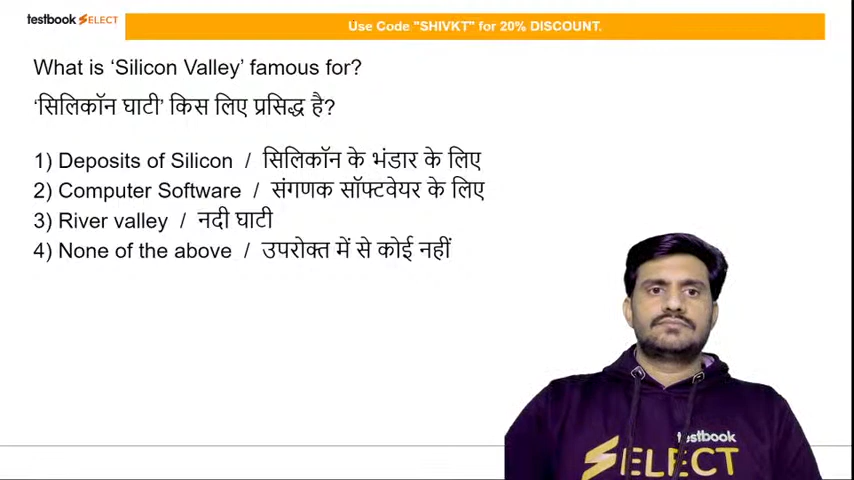 testbook SELECT
Use Code "SHIVKT" for 20% DISCOUNT.
What is ‘Silicon Valley’ famous for?
‘सिलिकॉन घाटी’ किस लिए प्रसिद्ध है?
1) Deposits of Silicon / सिलिकॉन के भंडार के लिए
2) Computer Software / संगणक सॉफ्टवेयर के लिए
3) River valley / नदी घाटी
4) None of the above / उपरोक्त में से कोई नहीं
testbook
SELECT